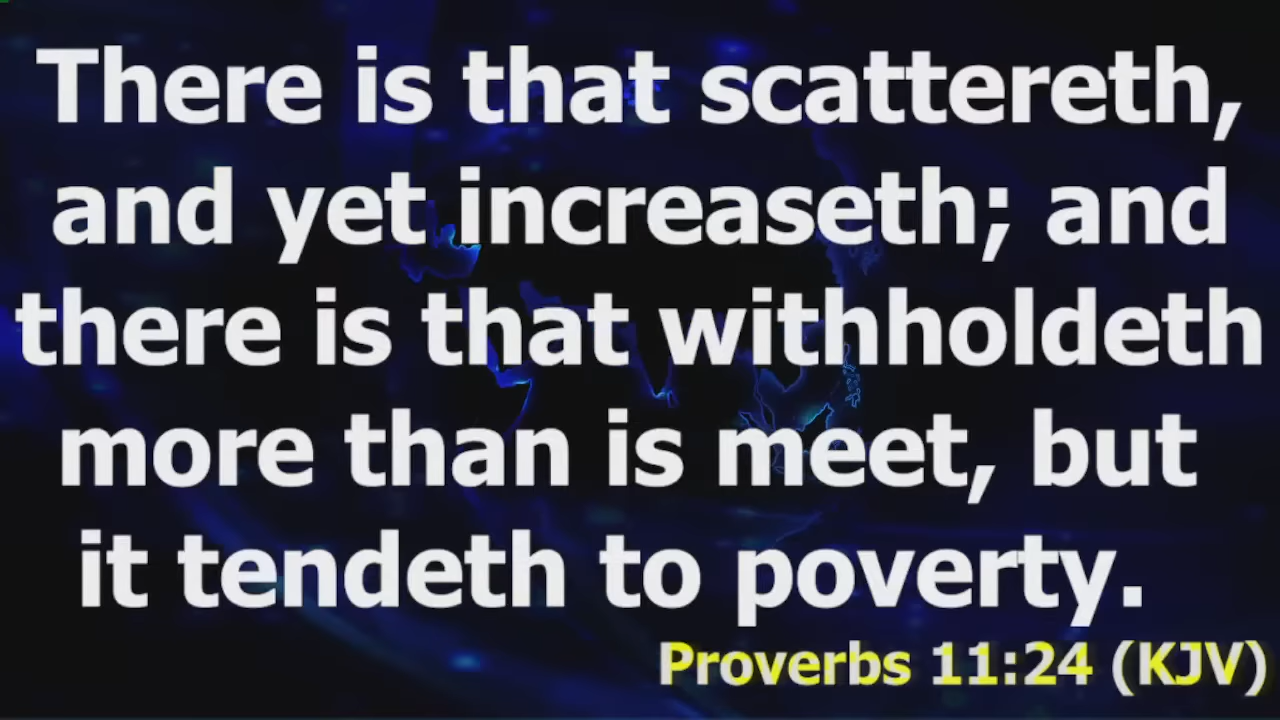 There is that scattereth,
and yet increaseth; and
there is that withholdeth
more than is meet, but
it tendeth to poverty.
Proverbs 11:24 (KJV)